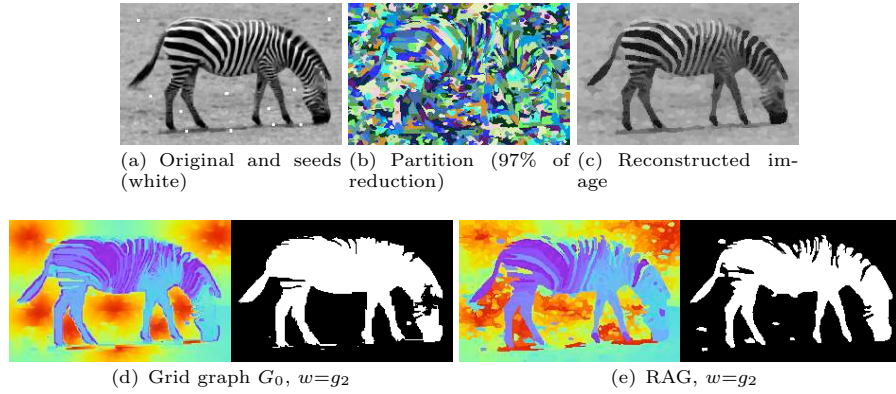 (a) Original and seeds (white)
(b) Partition (97% of reduction)
(c) Reconstructed im-
age
(d) Grid graph G₀, w=g₂
(e) RAG, w=g₂